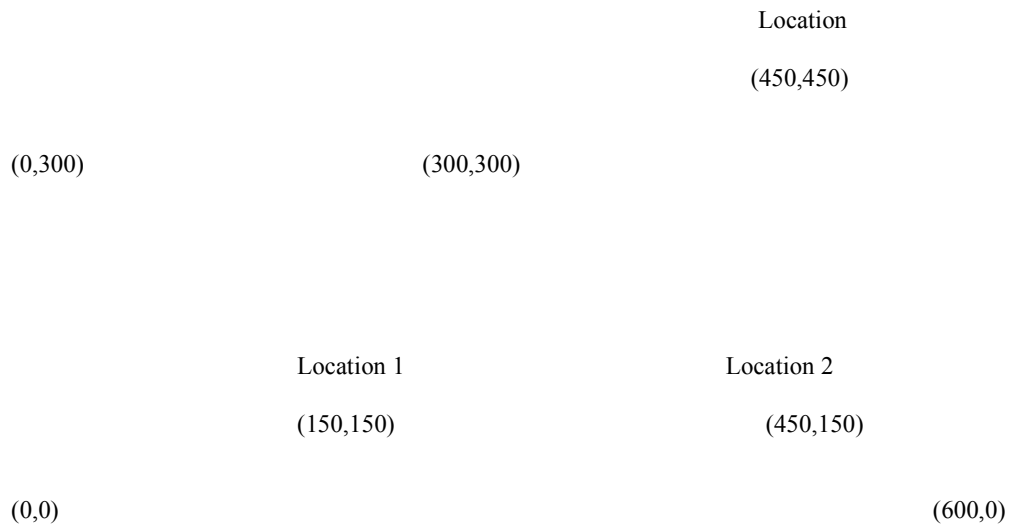 Location
(450,450)
(0,300) (300,300)
Location 1 Location 2
(150,150) (450,150)
(0,0) (600,0)